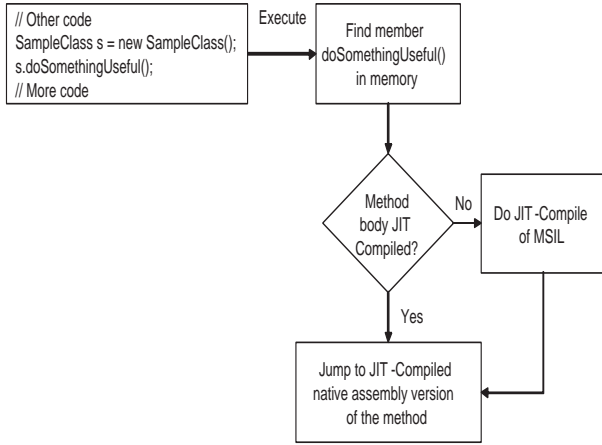 // Other code
SampleClass s = new SampleClass();
s.doSomethingUseful();
// More code
Execute
Find member
doSomethingUseful()
in memory
Method
body JIT
Compiled?
No
Do JIT -Compile
of MSIL
Yes
Jump to JIT -Compiled
native assembly version
of the method